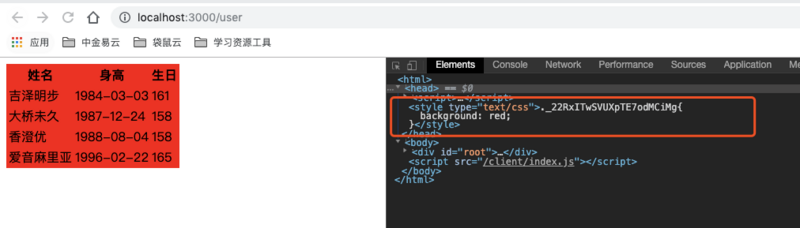 localhost:3000/user
应用 中金易云 袋鼠云 学习资源工具
姓名 身高 生日
吉泽明步 1984-03-03 161
大桥未久 1987-12-24 158
香澄优 1988-08-04 158
爱音麻里亚 1996-02-22 165
Elements Console Network Performance Sources Application Memory
<html>
<head> == $0
<script>…</script>
<style type="text/css">._22RxITwSVUXpTE7odMCiMg{
background: red;
}</style>
</head>
<body>
<div id="root">…</div>
<script src="/client/index.js"></script>
</body>
</html>